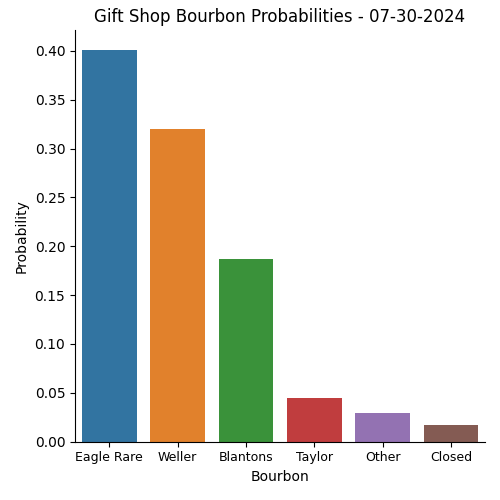 Gift Shop Bourbon Probabilities - 07-30-2024
0.40
0.35
0.30
0.25
0.20
0.15
0.10
0.05
0.00
Probability
Eagle Rare Weller Blantons Taylor Other Closed
Bourbon